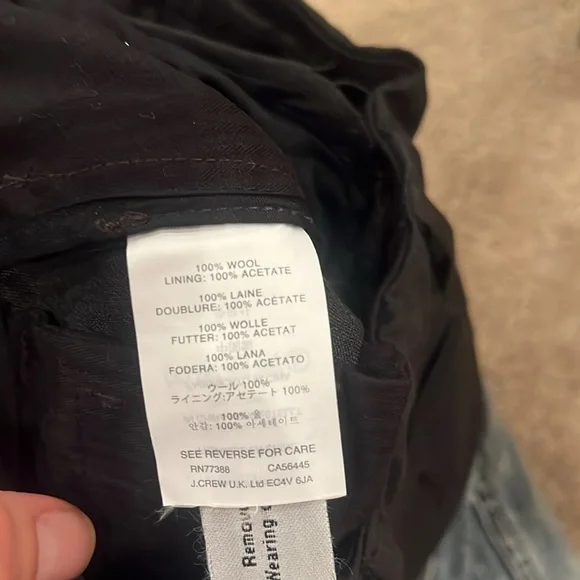 100% WOOL
LINING: 100% ACETATE
100% LAINE
DOUBLURE: 100% ACÉTATE
100% WOLLE
FUTTER: 100% ACETAT
100% LANA
FODERA: 100% ACETATO
ウール 100%
ライニング:アセテート 100%
100% 울
안감: 100% 아세테이트
SEE REVERSE FOR CARE
RN77388 CA56445
J.CREW U.K. Ltd EC4V 6JA
Remove
Wearing